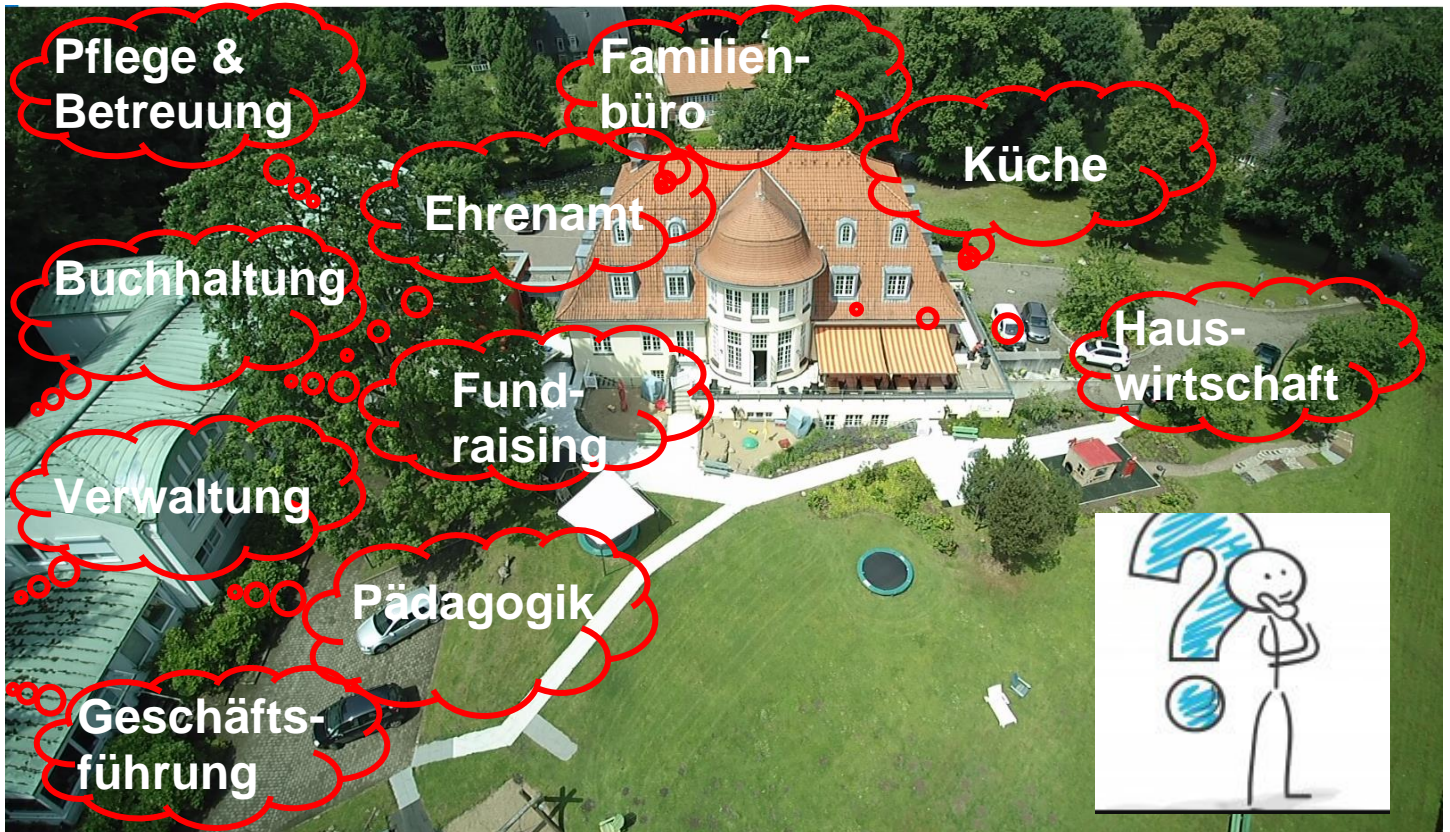 Pflege &
Betreuung
Familien-
büro
Küche
Ehrenamt
Buchhaltung
Haus-
wirtschaft
Fund-
raising
Verwaltung
Pädagogik
Geschäfts-
führung
?